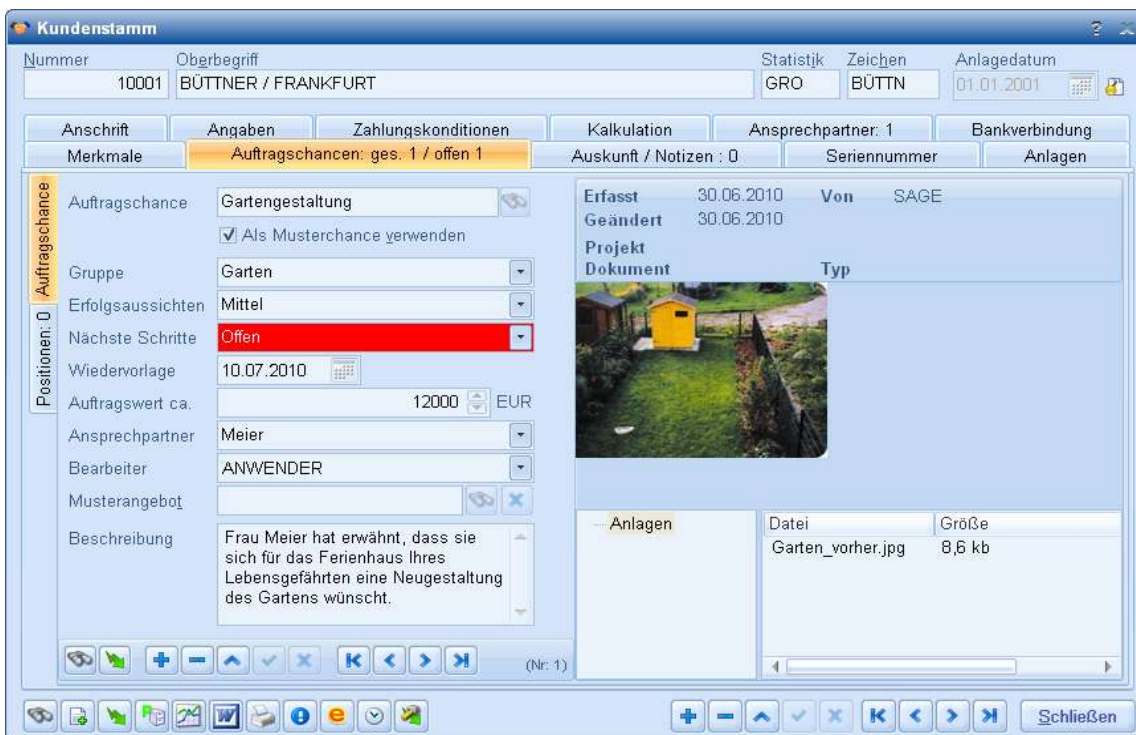 Kundenstamm
Nummer Oberbegriff Statistik Zeichen Anlagedatum
10001 BÜTTNER / FRANKFURT GRO BÜTTN 01.01.2001
Anschrift Angaben Zahlungskonditionen Kalkulation Ansprechpartner: 1 Bankverbindung
Merkmale Auftragschancen: ges. 1 / offen 1 Auskunft / Notizen : 0 Seriennummer Anlagen
Auftragschance
Positionen: 0
Auftragschance Gartengestaltung
Als Musterchance verwenden
Gruppe Garten
Erfolgsaussichten Mittel
Nächste Schritte Offen
Wiedervorlage 10.07.2010
Auftragswert ca. 12000 EUR
Ansprechpartner Meier
Bearbeiter ANWENDER
Musterangebot
Beschreibung Frau Meier hat erwähnt, dass sie
sich für das Ferienhaus Ihres
Lebensgefährten eine Neugestaltung
des Gartens wünscht.
(Nr: 1)
Erfasst 30.06.2010 Von SAGE
Geändert 30.06.2010
Projekt
Dokument Typ
Anlagen
Datei Größe
Garten_vorher.jpg 8,6 kb
Schließen